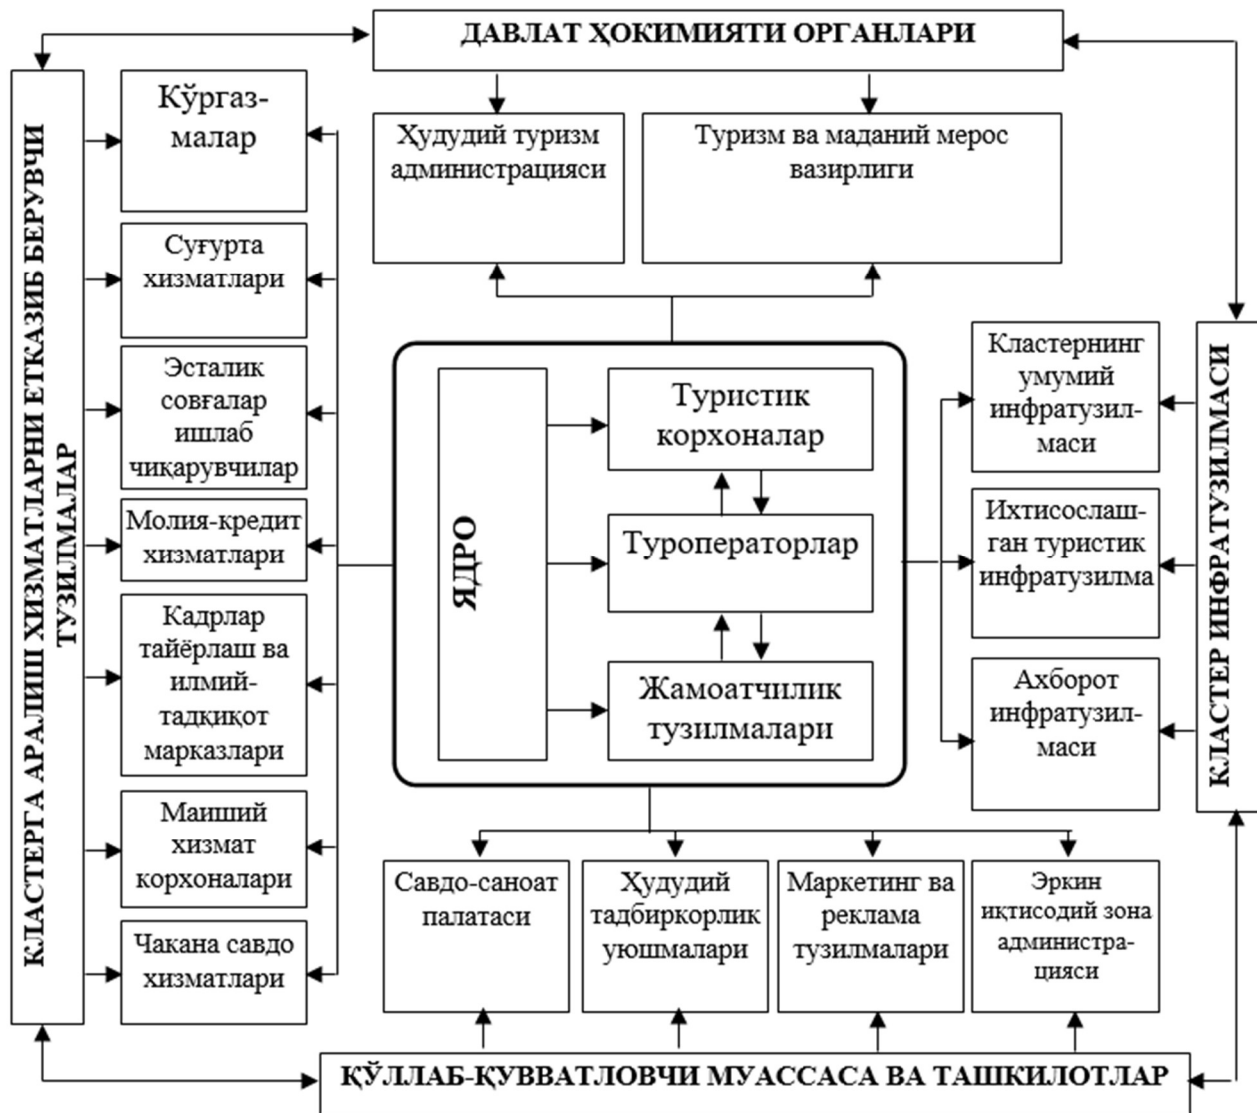 ДАВЛАТ ҲОКИМИЯТИ ОРГАНЛАРИ
КЛАСТЕРГА АРАЛИШ ХИЗМАТЛАРНИ ЕТКАЗИБ БЕРУВЧИ
ТУЗИЛМАЛАР
Кўргаз-
малар
Суғурта
хизматлари
Эсталик
совғалар
ишлаб
чиқарувчилар
Молия-кредит
хизматлари
Кадрлар
тайёрлаш ва
илмий-
тадқиқот
марказлари
Маиший
хизмат
корхоналари
Чакана савдо
хизматлари
Ҳудудий туризм
администрацияси
Туризм ва маданий мерос
вазирлиги
ЯДРО
Туристик
корхоналар
Туроператорлар
Жамоатчилик
тузилмалари
Кластернинг
умумий
инфратузил-
маси
Ихтисослаш-
ган туристик
инфратузилма
Ахборот
инфратузил-
маси
КЛАСТЕР ИНФРАТУЗИЛМАСИ
Савдо-саноат
палатаси
Ҳудудий
тадбиркорлик
уюшмалари
Маркетинг ва
реклама
тузилмалари
Эркин
иқтисодий зона
администра-
цияси
ҚЎЛЛАБ-ҚУВВАТЛОВЧИ МУАССАСА ВА ТАШКИЛОТЛАР